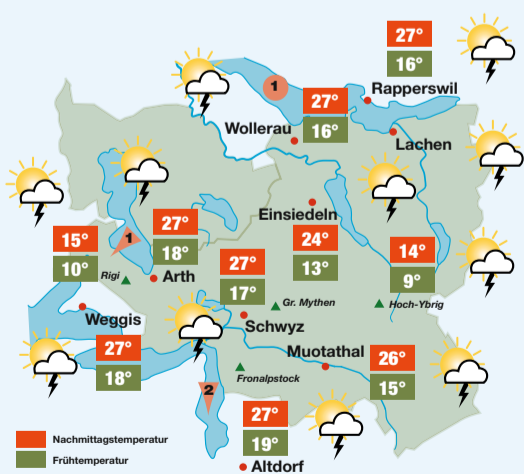 27°
16°
Rapperswil
1
27°
16°
Wollerau
Lachen
1
27°
18°
Arth
Einsiedeln
24°
13°
15°
10°
Rigi
27°
17°
Schwyz
Gr. Mythen
14°
9°
Hoch-Ybrig
Weggis
27°
18°
Muotathal
26°
15°
Fronalpstock
2
27°
19°
Altdorf
Nachmittagstemperatur
Frühtemperatur